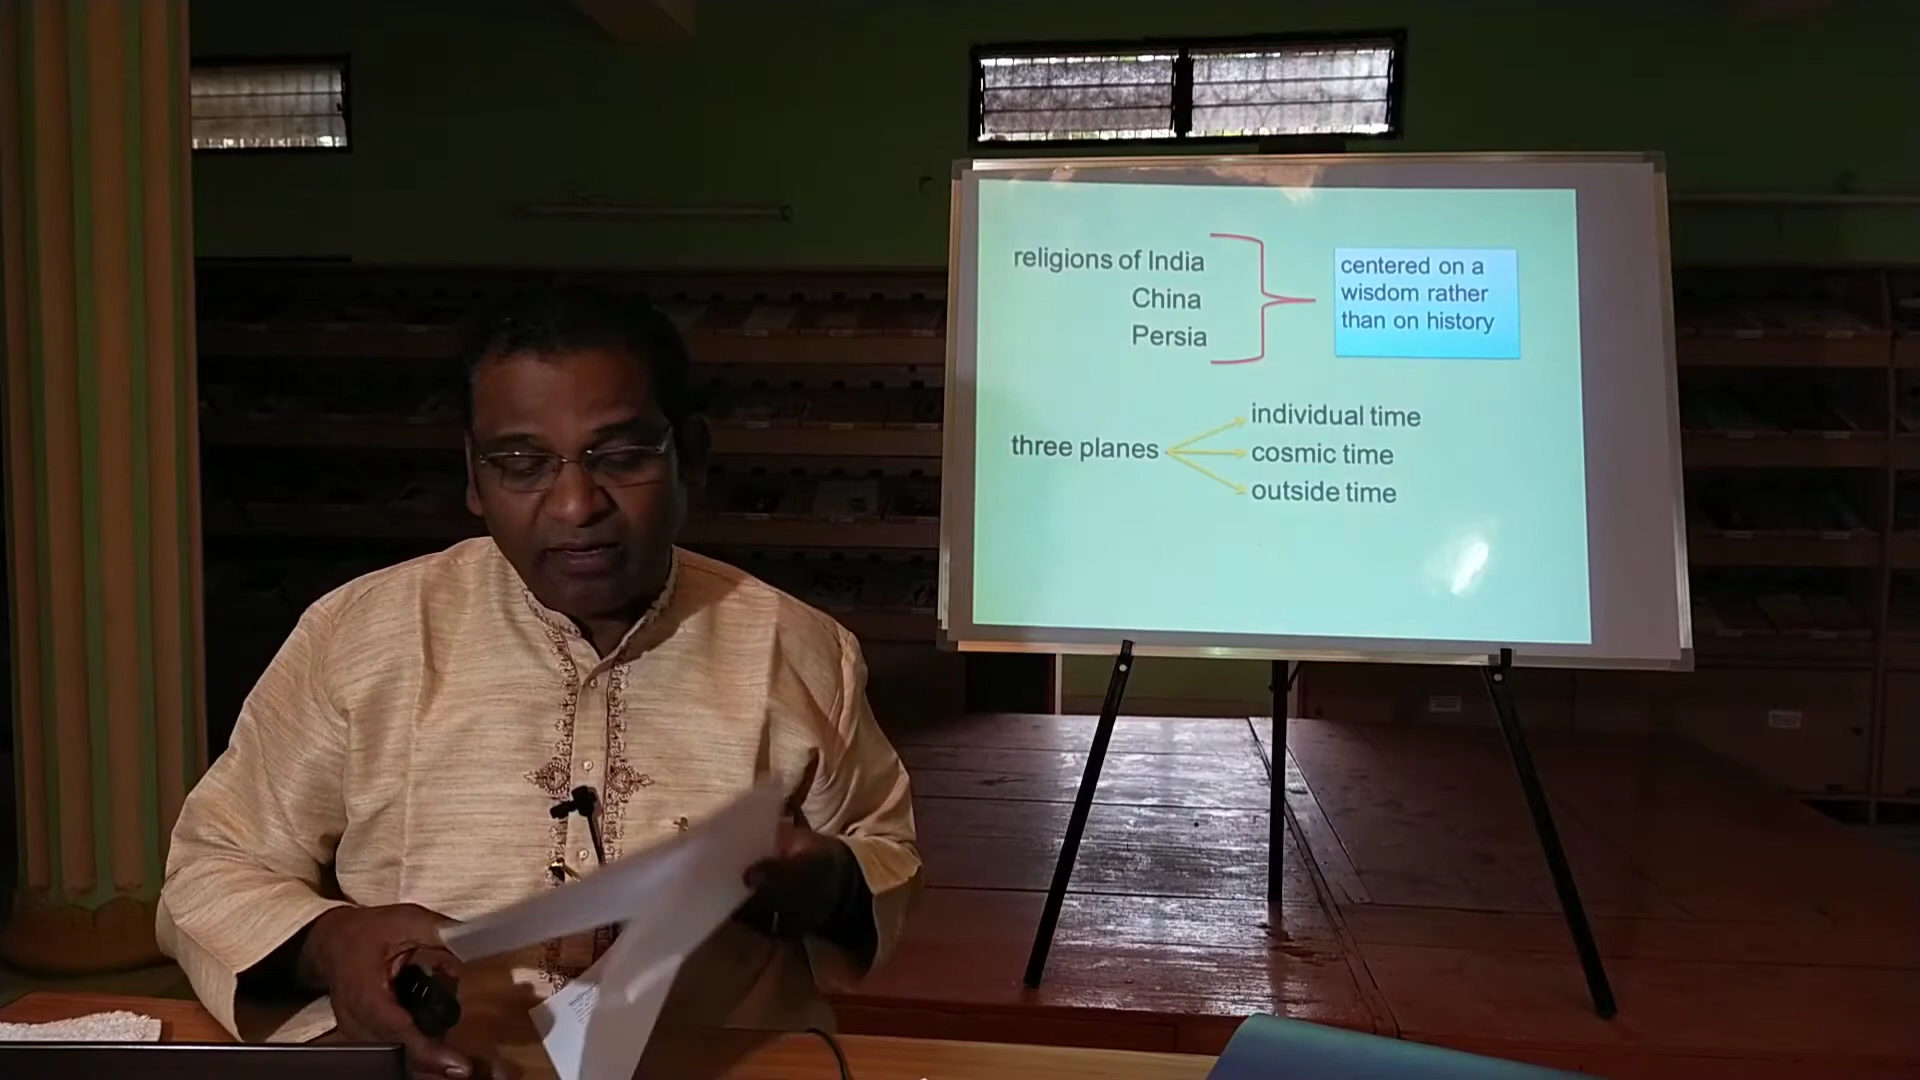 religions of India
China
Persia
centered on a
wisdom rather
than on history
three planes
individual time
cosmic time
outside time